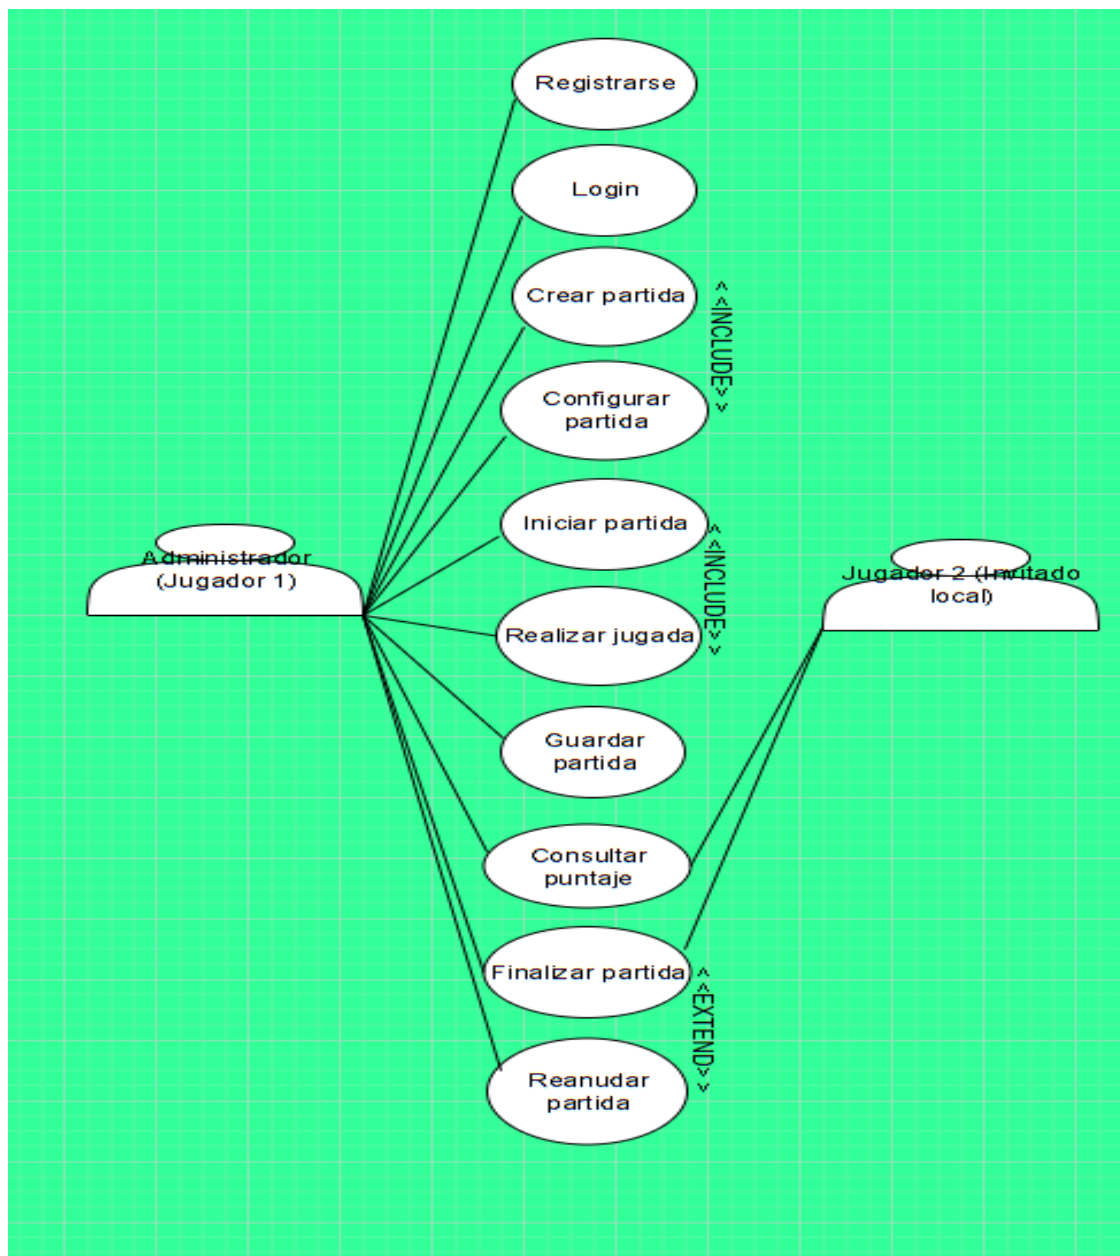 Registrarse
Login
Crear partida
<<INCLUDE>>
Configurar
partida
Iniciar partida
<<INCLUDE>>
Administrador
(Jugador 1)
Jugador 2 (Invitado
local)
Realizar jugada
Guardar
partida
Consultar
puntaje
Finalizar partida
<<EXTEND>>
Reanudar
partida